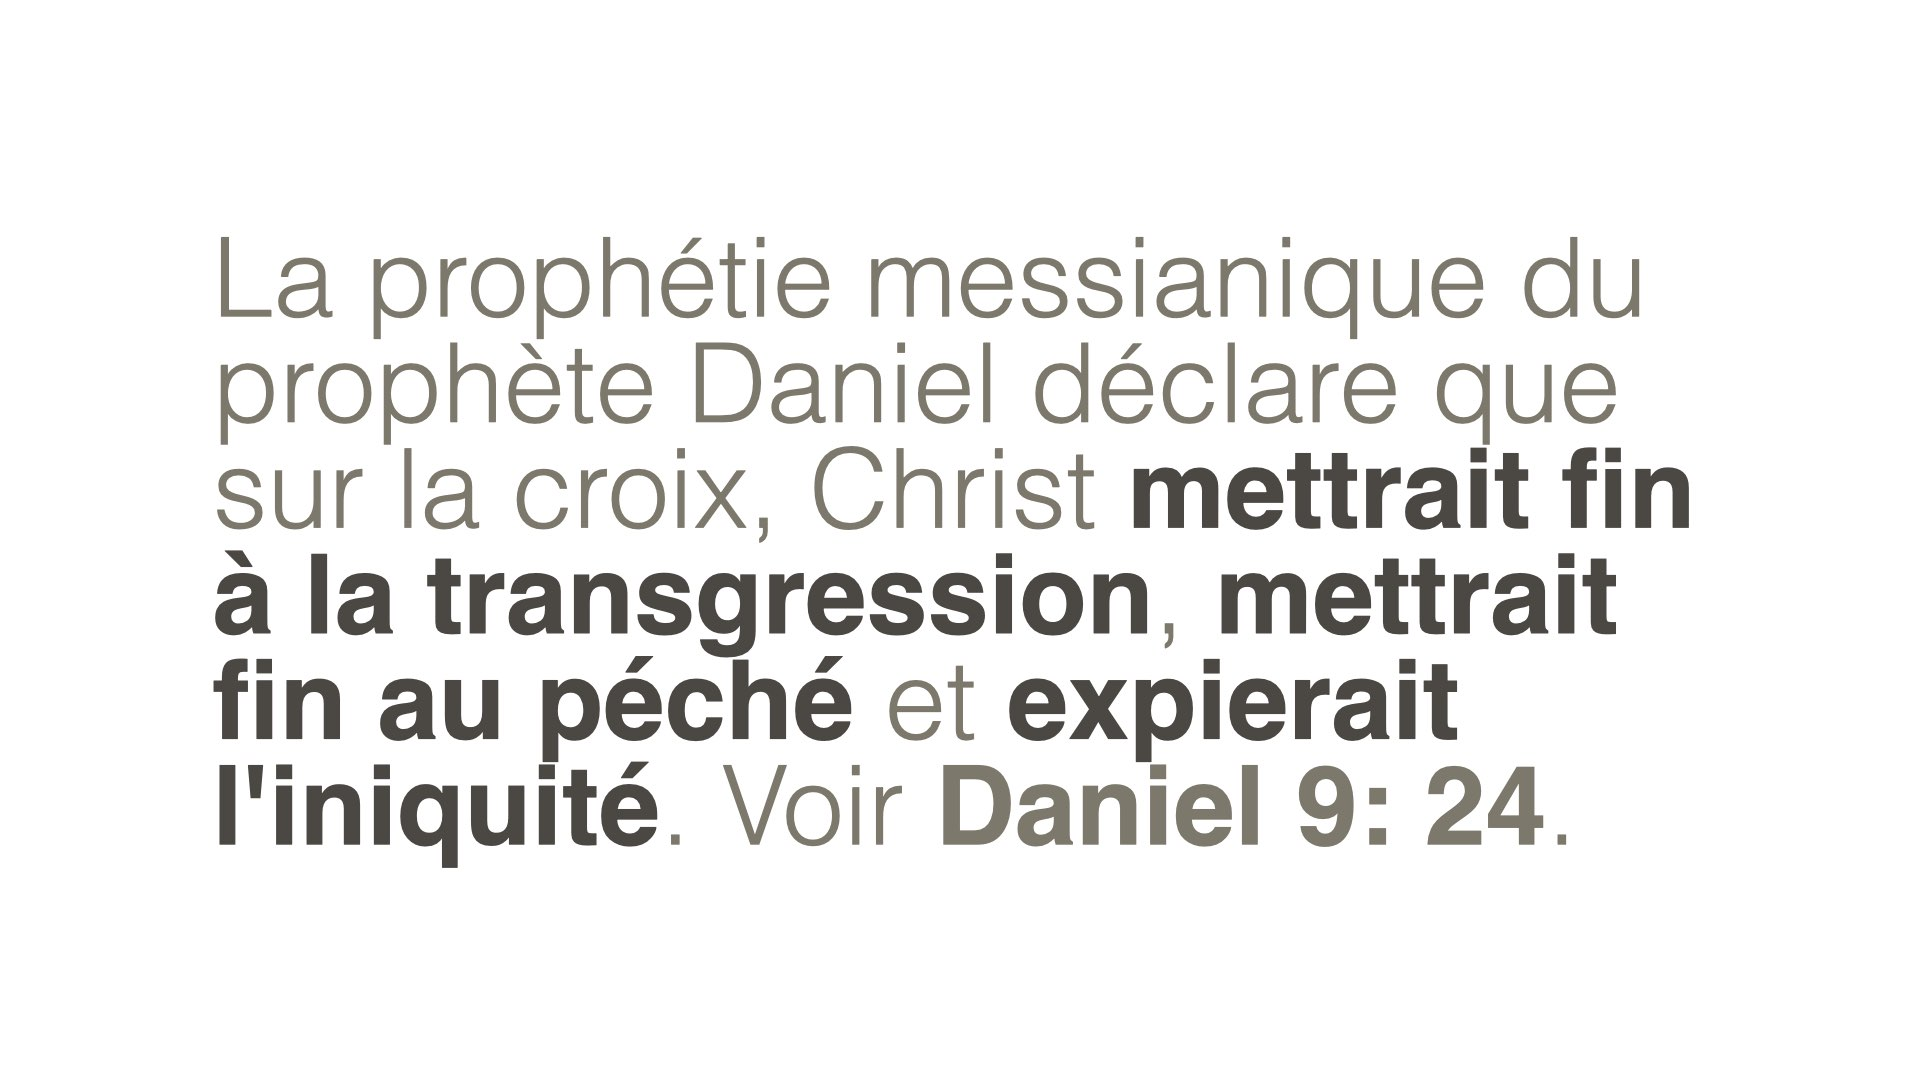 La prophétie messianique du
prophète Daniel déclare que
sur la croix, Christ mettrait fin
à la transgression, mettrait
fin au péché et expierait
l'iniquité. Voir Daniel 9: 24.